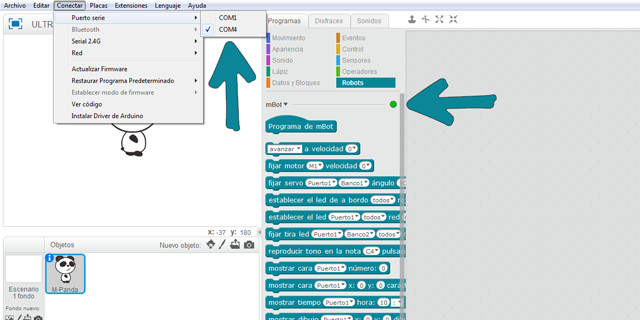 Archivo Editar Conectar Placas Extensiones Lenguaje Ayuda
Puerto serie
COM1
Bluetooth
COM4
Serial 2.4G
Red
Actualizar Firmware
Restaurar Programa Predeterminado
Establecer modo de firmware
Ver código
Instalar Driver de Arduino
ULTR
x: -37 y: 180
Objetos
Nuevo objeto:
Escenario
1 fondo
Fondo nuevo:
M-Panda
Programas Disfraces Sonidos
Movimiento Eventos
Apariencia Control
Sonido Sensores
Lápiz Operadores
Datos y Bloques Robots
mBot
Programa de mBot
avanzar a velocidad 0
fijar motor M1 velocidad 0
fijar servo Puerto1 Banco1 ángulo
establecer el led de a bordo todos re
establecer el led Puerto1 todos red
fijar tira led Puerto1 Banco2 todos
reproducir tono en la nota C4 pulsa
mostrar cara Puerto1 número: 0
mostrar cara Puerto1 x: 0 y: 0 cará
mostrar tiempo Puerto1 hora: 10 :
mostrar dibujo Puerto1 x: 0 y: 0 d